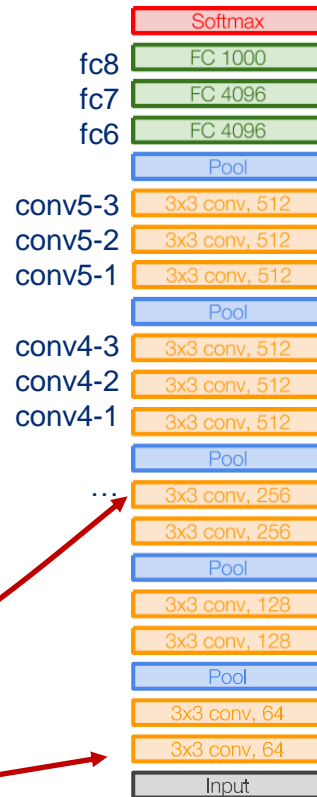 Softmax
fc8 FC 1000
fc7 FC 4096
fc6 FC 4096
Pool
conv5-3 3x3 conv, 512
conv5-2 3x3 conv, 512
conv5-1 3x3 conv, 512
Pool
conv4-3 3x3 conv, 512
conv4-2 3x3 conv, 512
conv4-1 3x3 conv, 512
Pool
... 3x3 conv, 256
3x3 conv, 256
Pool
3x3 conv, 128
3x3 conv, 128
Pool
3x3 conv, 64
3x3 conv, 64
Input